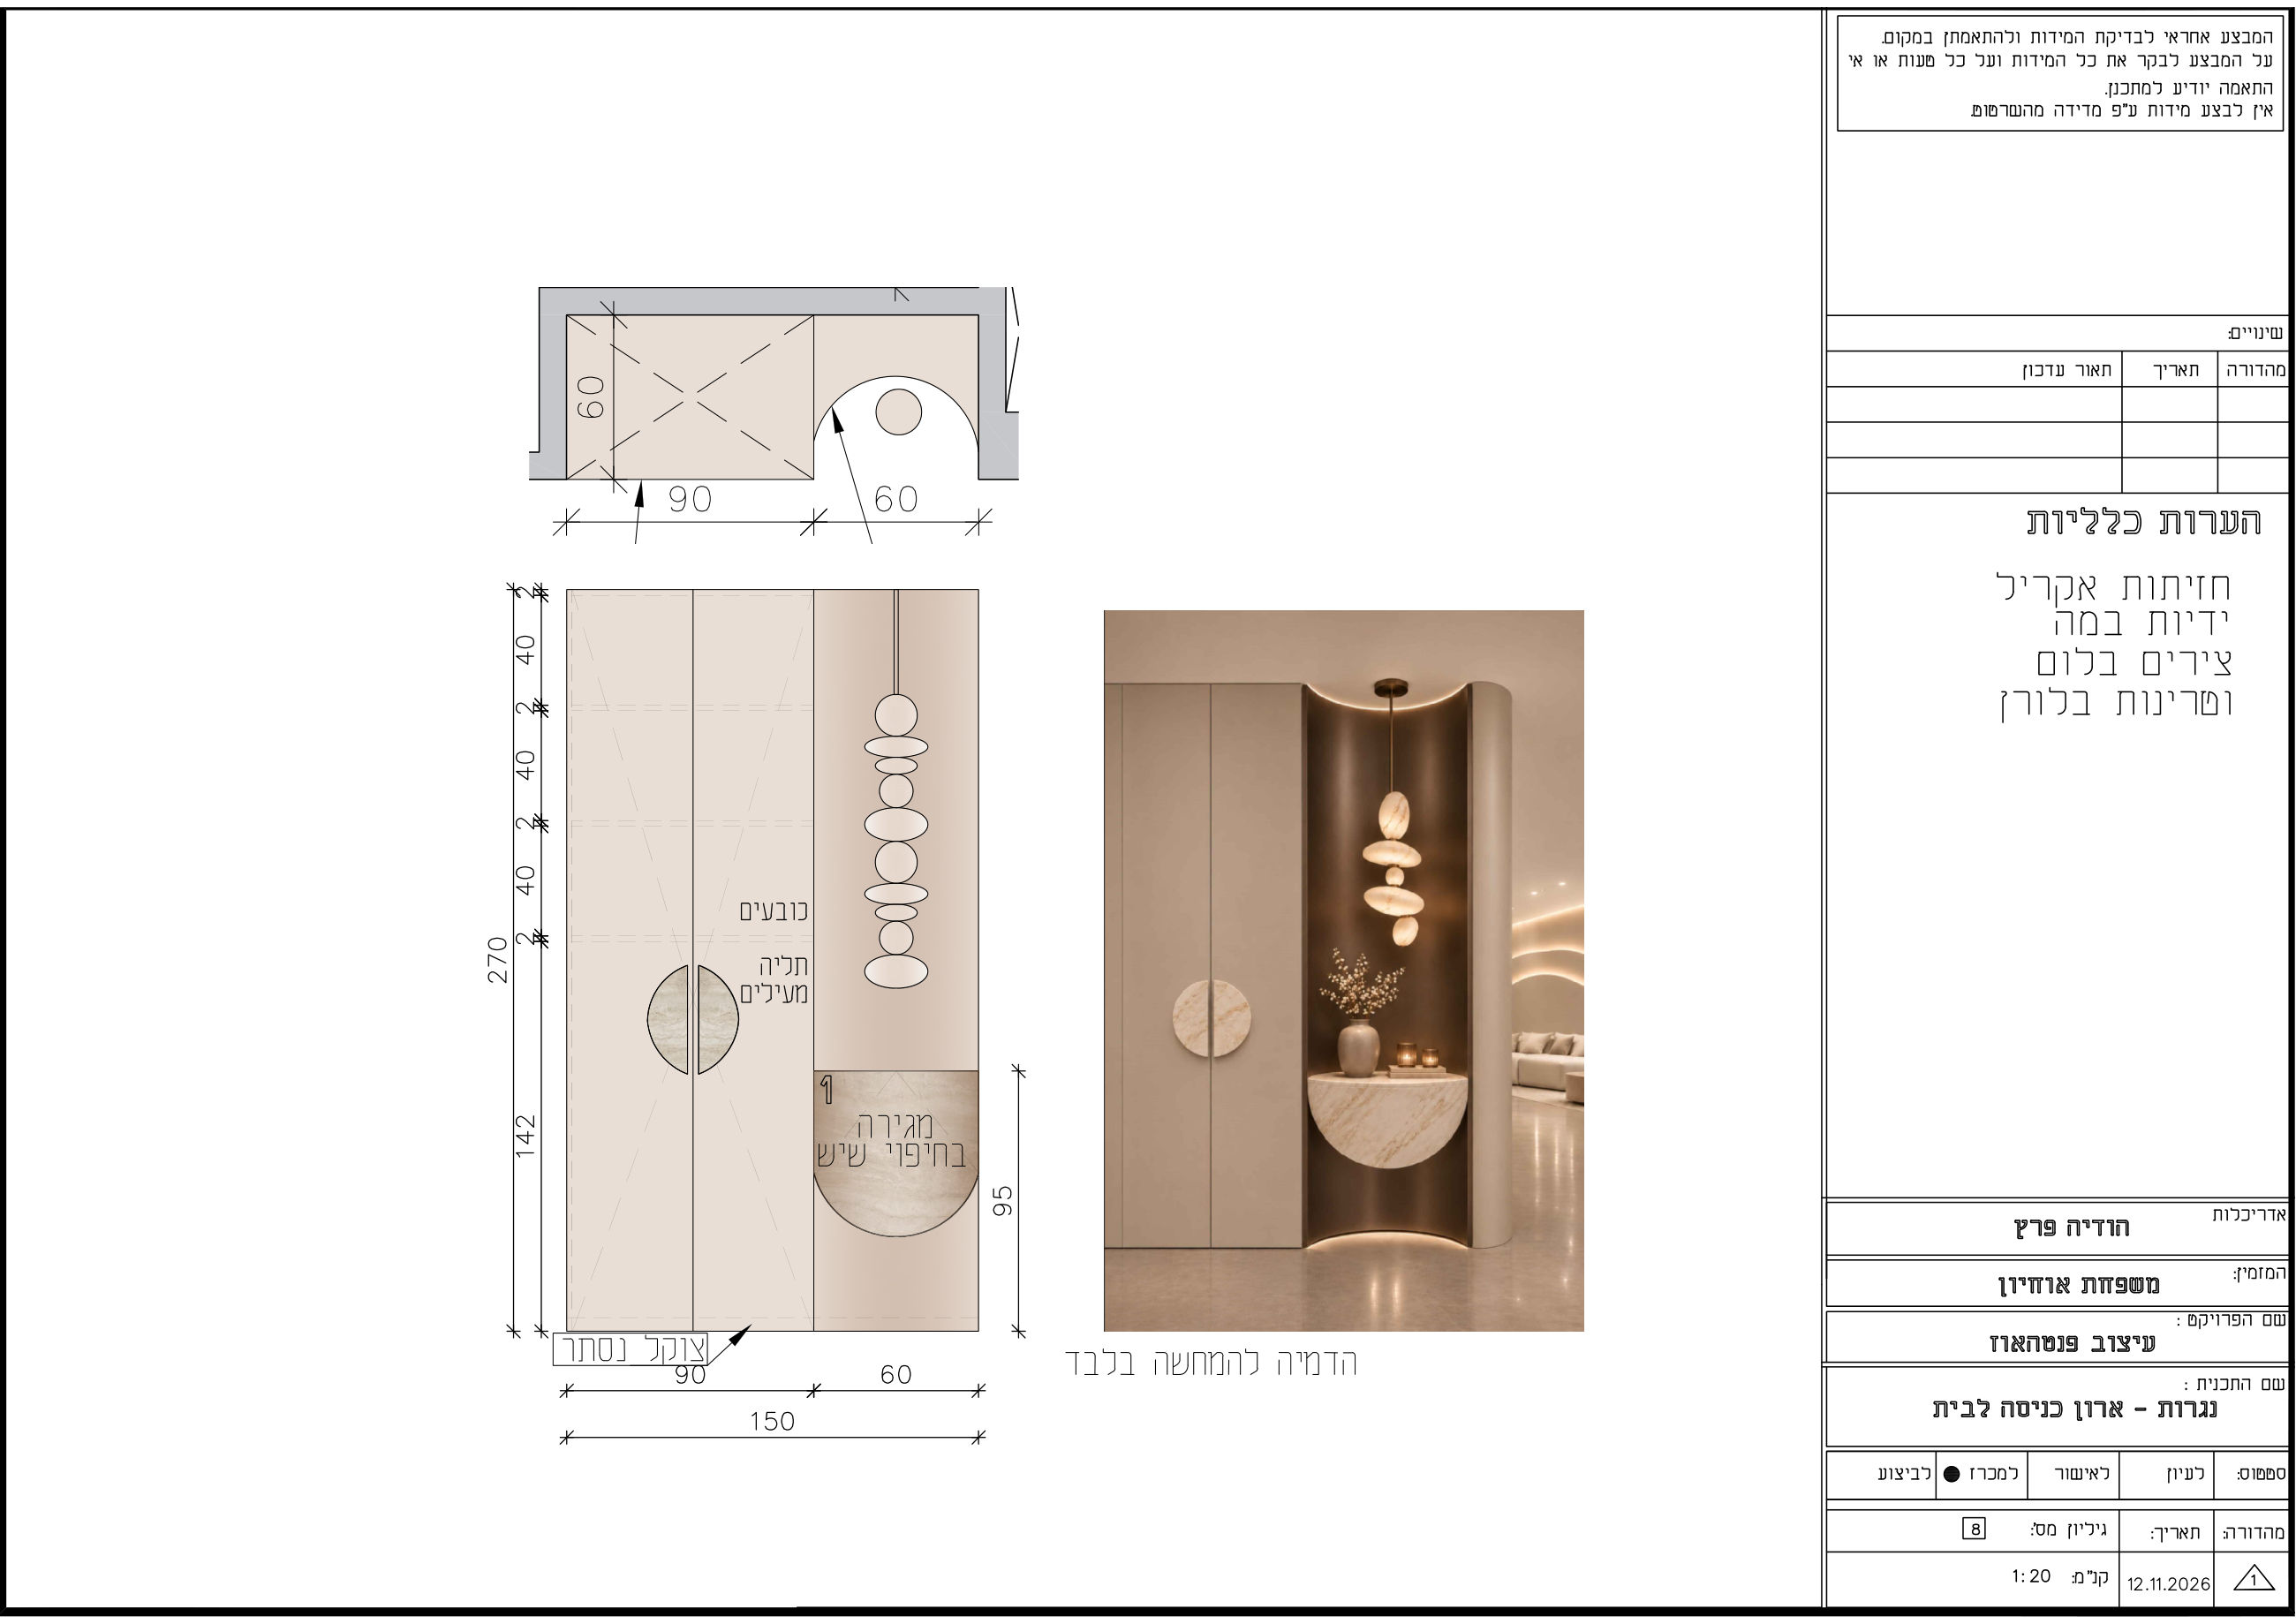 המבצע אחראי לבדיקת המידות ולהתאמתן במקום.
על המבצע לבקר את כל המידות ועל כל טעות או אי
התאמה יודיע למתכנן.
אין לבצע מידות ע"פ מדידה מהשרטוט
שינויים:
מהדורה תאריך תאור עדכון
הערות כלליות
חזיתות אקריל
ידיות במה
צירים בלום
וטרינות בלורן
60
90 60
2
40
2
40
2
40
2
270
142
כובעים
תליה
מעילים
1
מגירה
בחיפוי שיש
95
צוקל נסתר
90 60
150
הדמיה להמחשה בלבד
אדריכלות
הודיה פרץ
המזמין:
משפחת אוחיון
שם הפרויקט :
עיצוב פנטהאוז
שם התכנית :
נגרות - ארון כניסה לבית
סטטוס: לעיון לאישור למכרז לביצוע
מהדורה: תאריך: גיליון מס': 8
1 12.11.2026 קנ"מ: 1:20